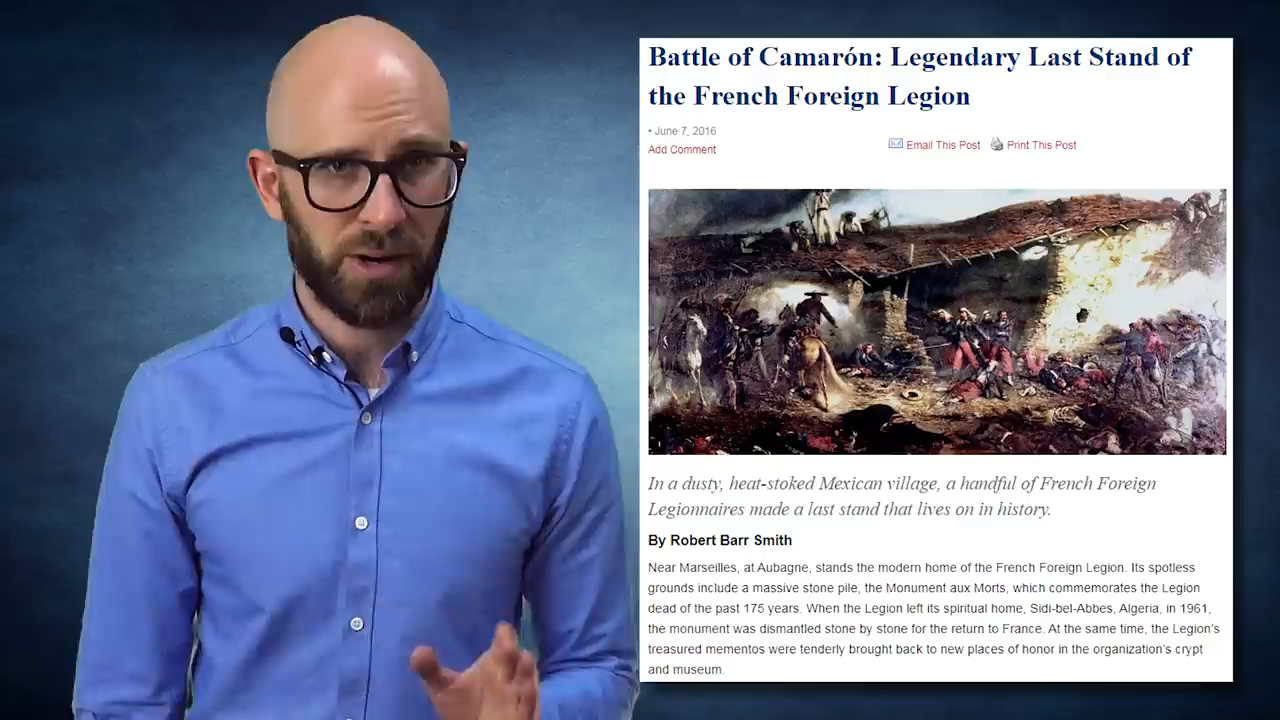 Battle of Camarón: Legendary Last Stand of
the French Foreign Legion
• June 7, 2016
Add Comment
Email This Post
Print This Post
In a dusty, heat-stoked Mexican village, a handful of French Foreign
Legionnaires made a last stand that lives on in history.
By Robert Barr Smith
Near Marseilles, at Aubagne, stands the modern home of the French Foreign Legion. Its spotless
grounds include a massive stone pile, the Monument aux Morts, which commemorates the Legion
dead of the past 175 years. When the Legion left its spiritual home, Sidi-bel-Abbes, Algeria, in 1961,
the monument was dismantled stone by stone for the return to France. At the same time, the Legion's
treasured mementos were tenderly brought back to new places of honor in the organization's crypt
and museum.